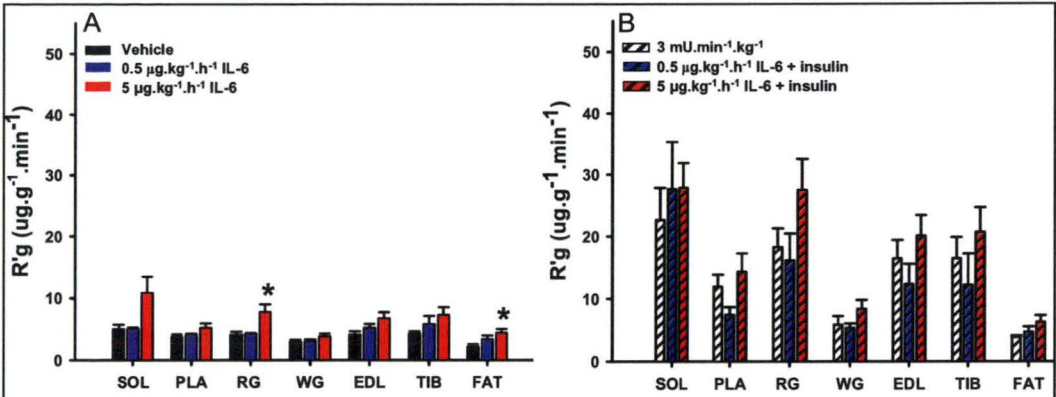 A
R'g (ug.g⁻¹.min⁻¹)
50
40
30
20
10
0
Vehicle
0.5 µg.kg⁻¹.h⁻¹ IL-6
5 µg.kg⁻¹.h⁻¹ IL-6
*
*
SOL PLA RG WG EDL TIB FAT
B
R'g (ug.g⁻¹.min⁻¹)
50
40
30
20
10
0
3 mU.min⁻¹.kg⁻¹
0.5 µg.kg⁻¹.h⁻¹ IL-6 + insulin
5 µg.kg⁻¹.h⁻¹ IL-6 + insulin
SOL PLA RG WG EDL TIB FAT